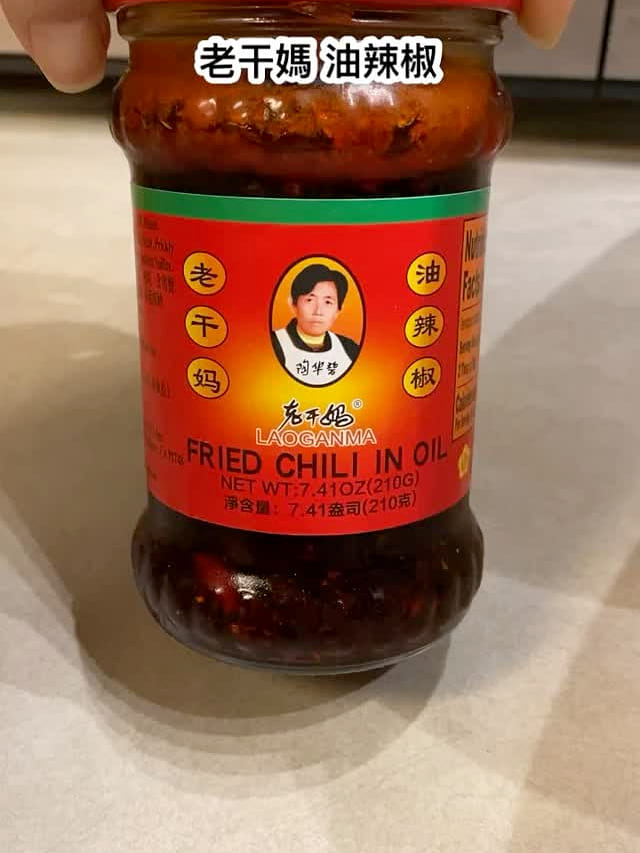 老干媽 油辣椒
老干妈
油辣椒
陶华碧
老干妈®
LAOGANMA
FRIED CHILI IN OIL
NET WT:7.41OZ(210G)
淨含量: 7.41盎司(210克)